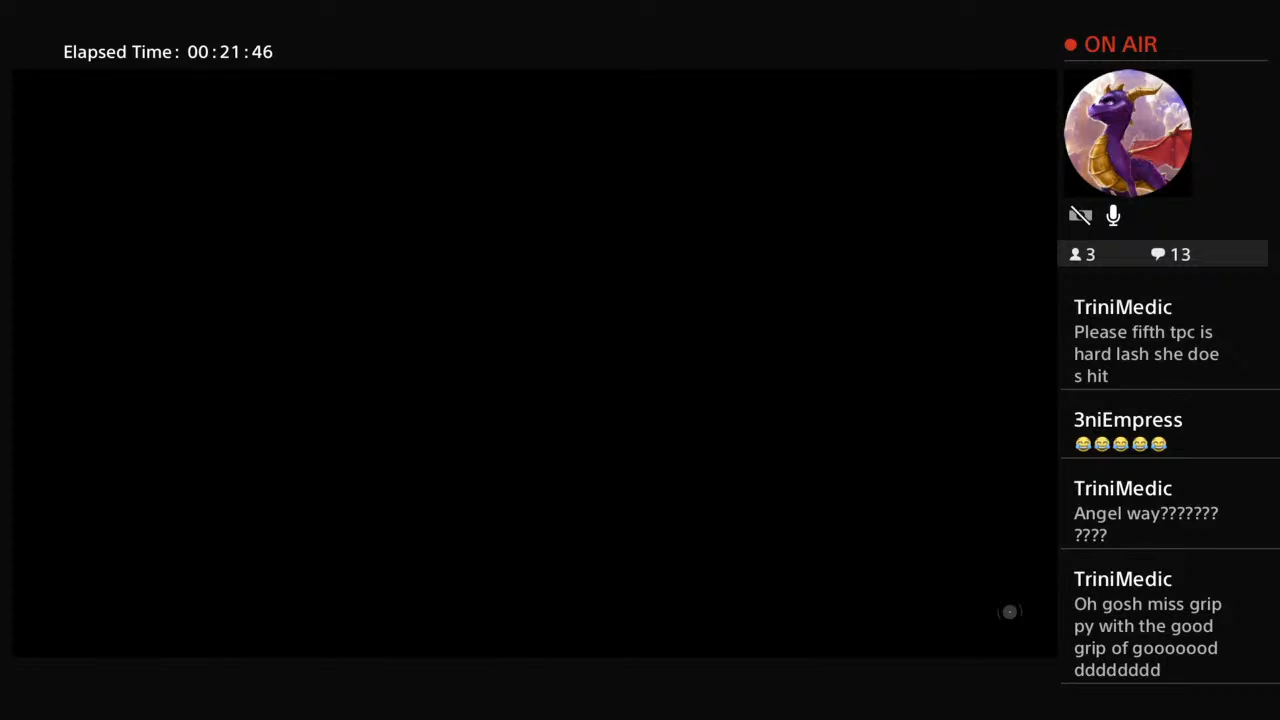 Elapsed Time: 00:21:46
ON AIR
3 13
TriniMedic
Please fifth tpc is
hard lash she doe
s hit
3niEmpress
😂😂😂😂😂
TriniMedic
Angel way???????
????
TriniMedic
Oh gosh miss grip
py with the good
grip of gooooood
dddddddd